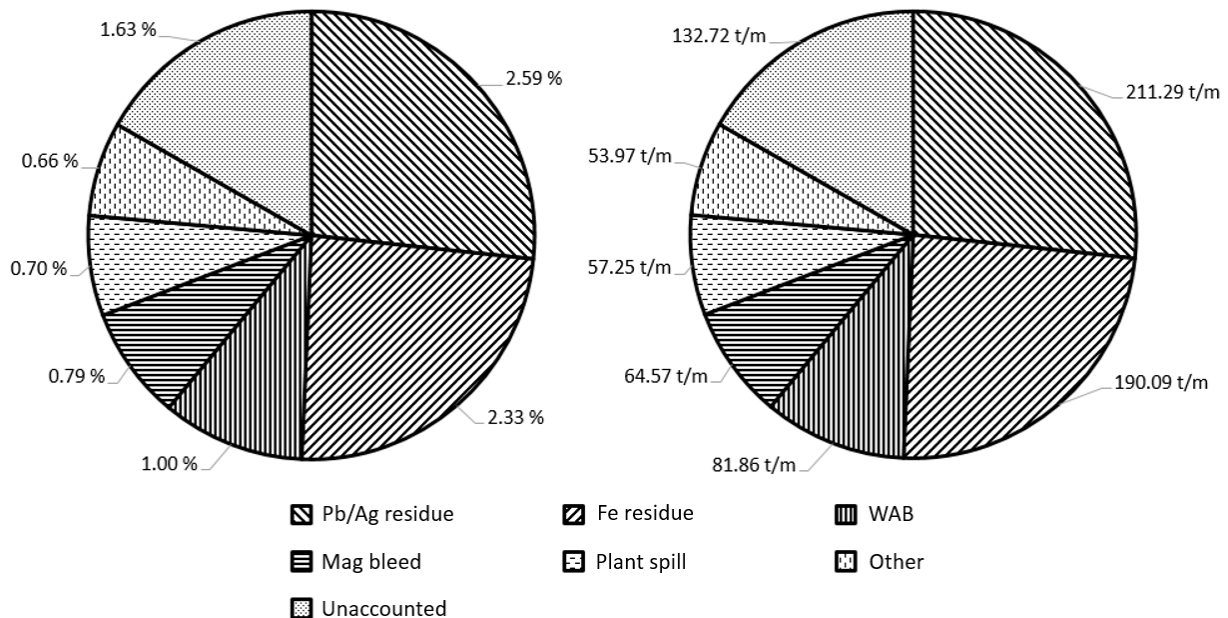 1.63 %
2.59 %
0.66 %
0.70 %
0.79 %
1.00 %
2.33 %
132.72 t/m
211.29 t/m
53.97 t/m
57.25 t/m
64.57 t/m
81.86 t/m
190.09 t/m
Pb/Ag residue
Fe residue
WAB
Mag bleed
Plant spill
Other
Unaccounted